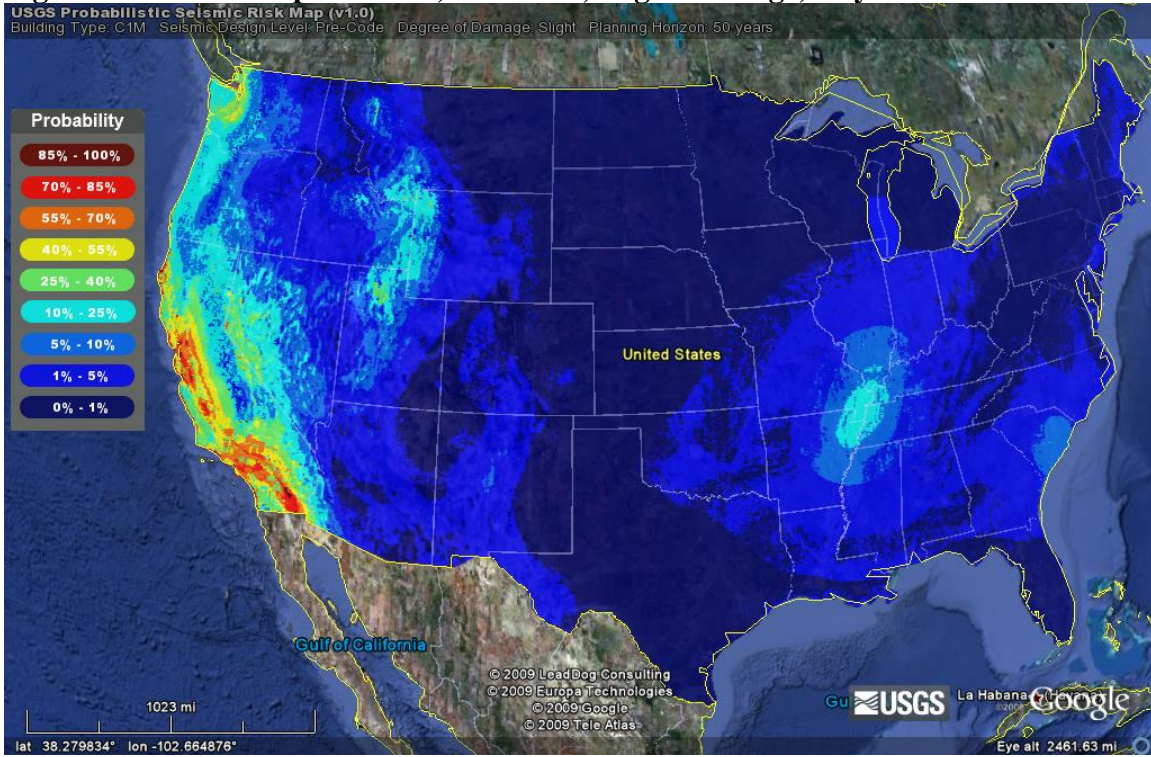 USGS Probabilistic Seismic Risk Map (v1.0)
Building Type: C1M Seismic Design Level: Pre-Code Degree of Damage: Slight Planning Horizon: 50 years
Probability
85% - 100%
70% - 85%
55% - 70%
40% - 55%
25% - 40%
10% - 25%
5% - 10%
1% - 5%
0% - 1%
United States
Gulf of California
© 2009 LeadDog Consulting
© 2009 Europa Technologies
© 2009 Google
© 2009 Tele Atlas
1023 mi
Gu
USGS
La Habana
Google
lat 38.279834° lon -102.664876°
Eye alt 2461.63 mi